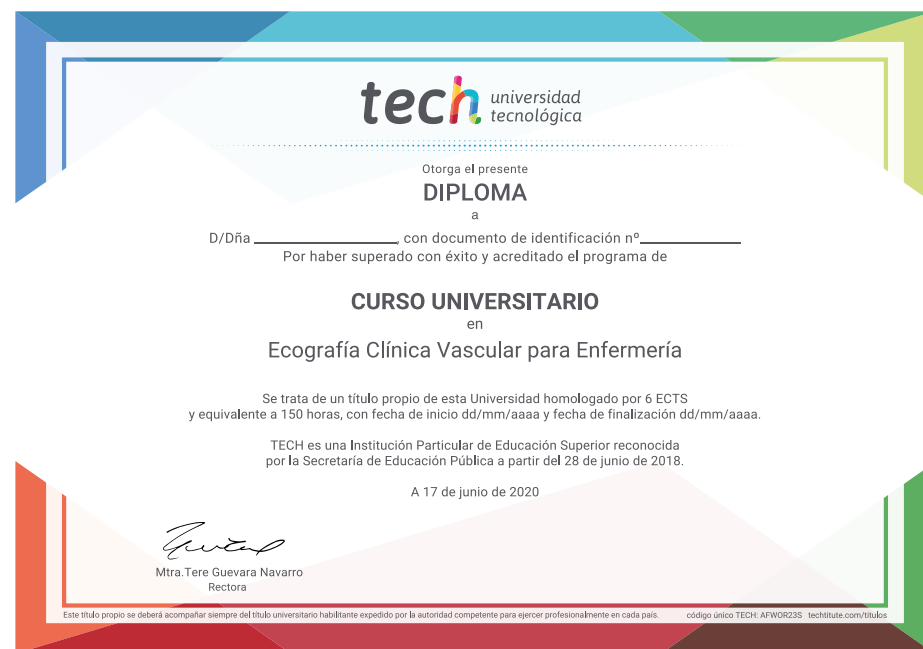 tech universidad
tecnológica
Otorga el presente
DIPLOMA
a
D/Dña ____________________, con documento de identificación nº______________
Por haber superado con éxito y acreditado el programa de
CURSO UNIVERSITARIO
en
Ecografía Clínica Vascular para Enfermería
Se trata de un título propio de esta Universidad homologado por 6 ECTS
y equivalente a 150 horas, con fecha de inicio dd/mm/aaaa y fecha de finalización dd/mm/aaaa.
TECH es una Institución Particular de Educación Superior reconocida
por la Secretaría de Educación Pública a partir del 28 de junio de 2018.
A 17 de junio de 2020
Mtra.Tere Guevara Navarro
Rectora
Este título propio se deberá acompañar siempre del título universitario habilitante expedido por la autoridad competente para ejercer profesionalmente en cada país. código único TECH: AFWOR23S techtitute.com/títulos